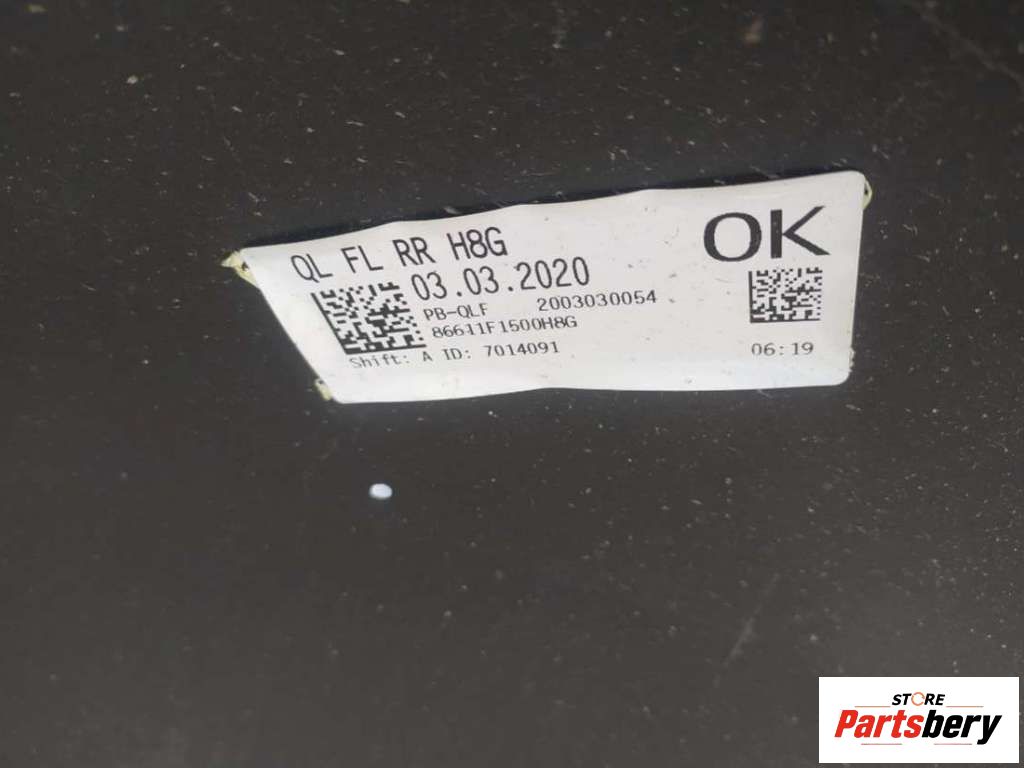 QL FL RR H8G
03.03.2020
PB-QLF 2003030054
86611F1500H8G
Shift: A ID: 7014091
OK
06:19
STORE
Partsbery